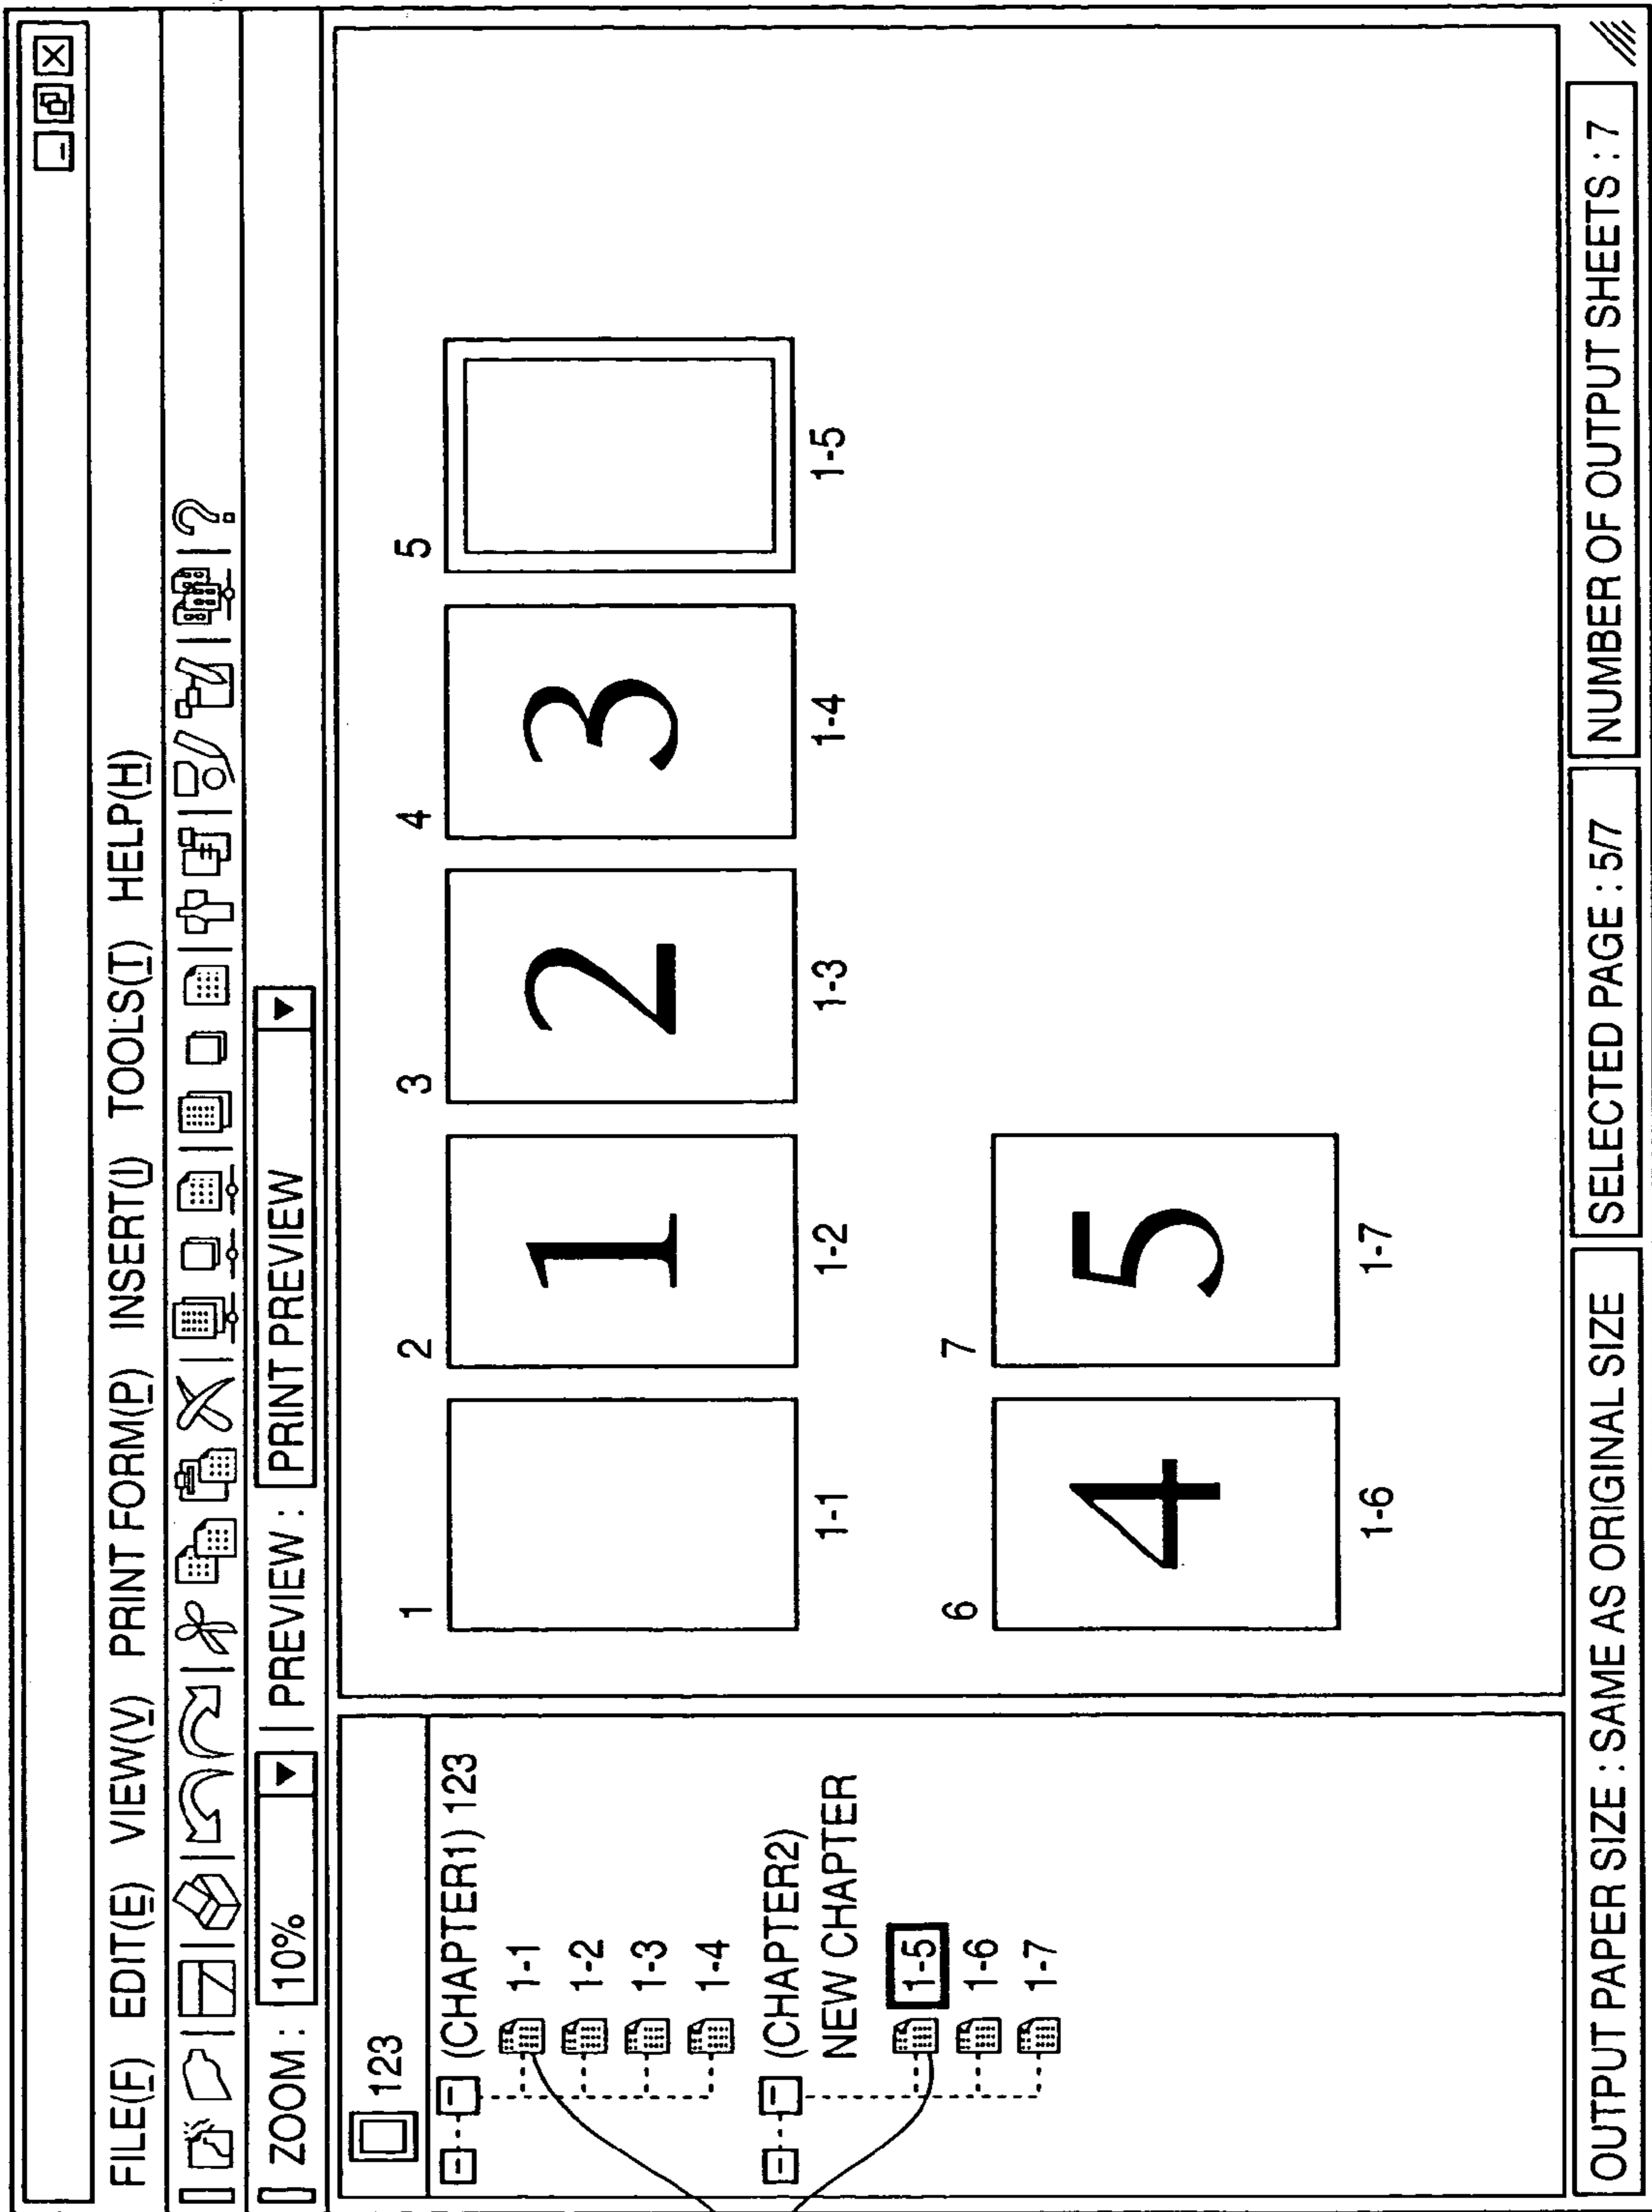 FILE(F) EDIT(E) VIEW(V) PRINT FORM(P) INSERT(I) TOOLS(T) HELP(H)
?
ZOOM : 10% PREVIEW : PRINT PREVIEW
123
(CHAPTER1) 123
1-1
1-2
1-3
1-4
(CHAPTER2)
NEW CHAPTER
1-5
1-6
1-7
1 2 3 4 5
1 2 3
1-1 1-2 1-3 1-4 1-5
6 7
4 5
1-6 1-7
OUTPUT PAPER SIZE : SAME AS ORIGINAL SIZE SELECTED PAGE : 5/7 NUMBER OF OUTPUT SHEETS : 7